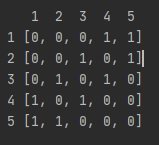 1 2 3 4 5
1 [0, 0, 0, 1, 1]
2 [0, 0, 1, 0, 1]
3 [0, 1, 0, 1, 0]
4 [1, 0, 1, 0, 0]
5 [1, 1, 0, 0, 0]